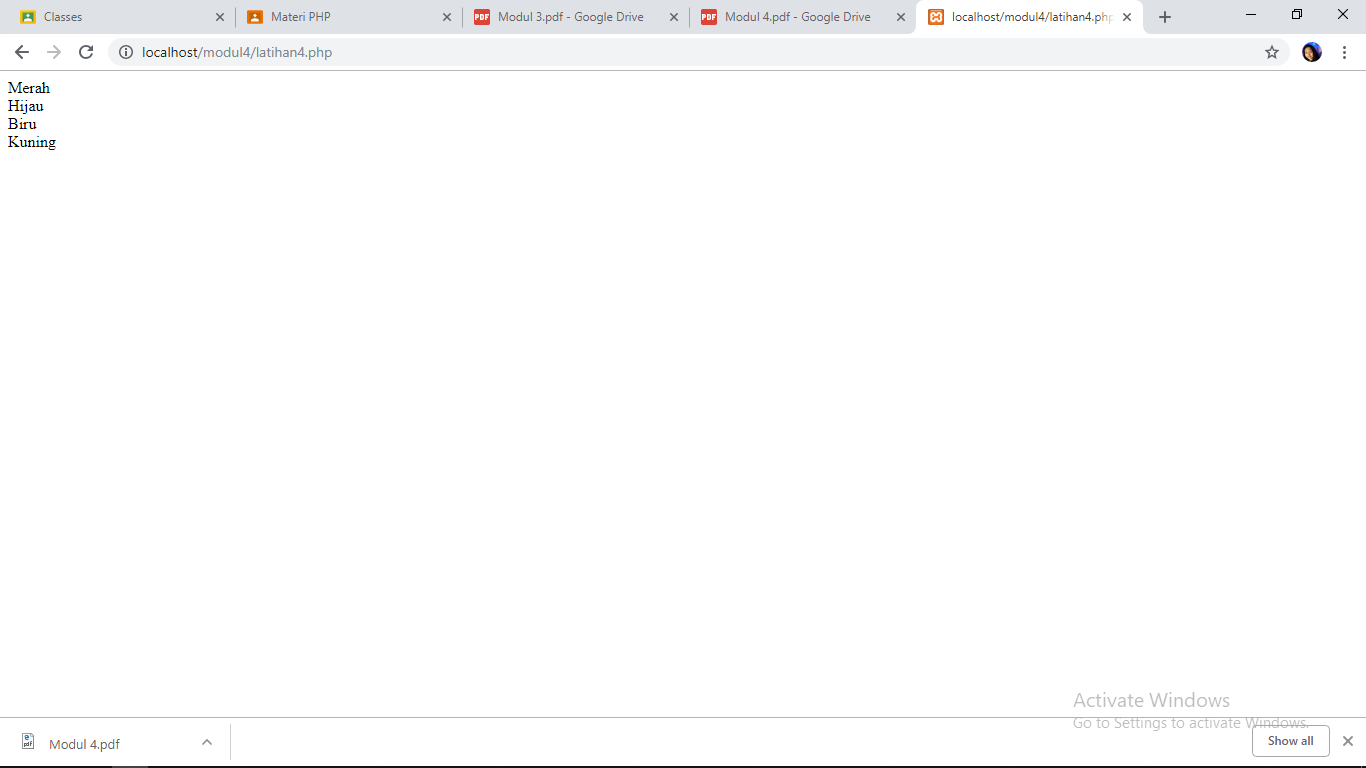 Classes
Materi PHP
Modul 3.pdf - Google Drive
Modul 4.pdf - Google Drive
localhost/modul4/latihan4.php
localhost/modul4/latihan4.php
Merah
Hijau
Biru
Kuning
Activate Windows
Go to Settings to activate Windows.
Modul 4.pdf
Show all